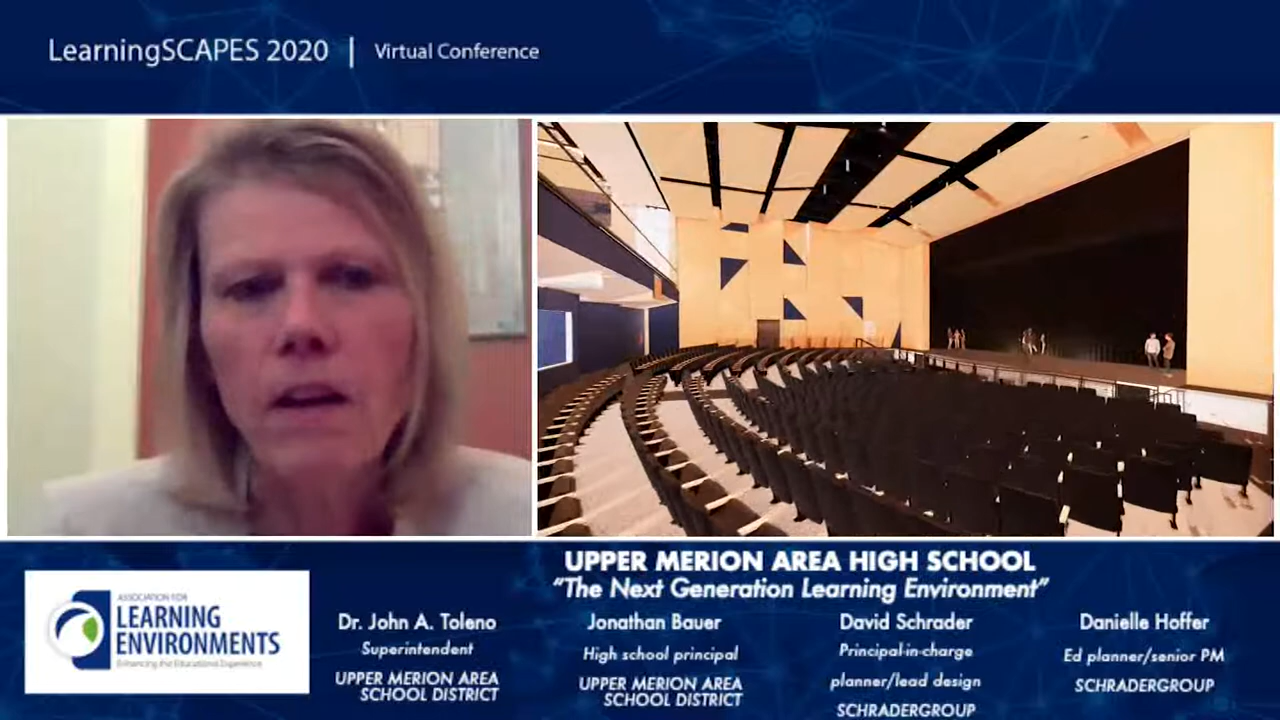 LearningSCAPES 2020 | Virtual Conference
UPPER MERION AREA HIGH SCHOOL
“The Next Generation Learning Environment”
ASSOCIATION FOR
LEARNING
ENVIRONMENTS
Enhancing the Educational Experience
Dr. John A. Toleno
Superintendent
UPPER MERION AREA
SCHOOL DISTRICT
Jonathan Bauer
High school principal
UPPER MERION AREA
SCHOOL DISTRICT
David Schrader
Principal-in-charge
planner/lead design
SCHRADERGROUP
Danielle Hoffer
Ed planner/senior PM
SCHRADERGROUP